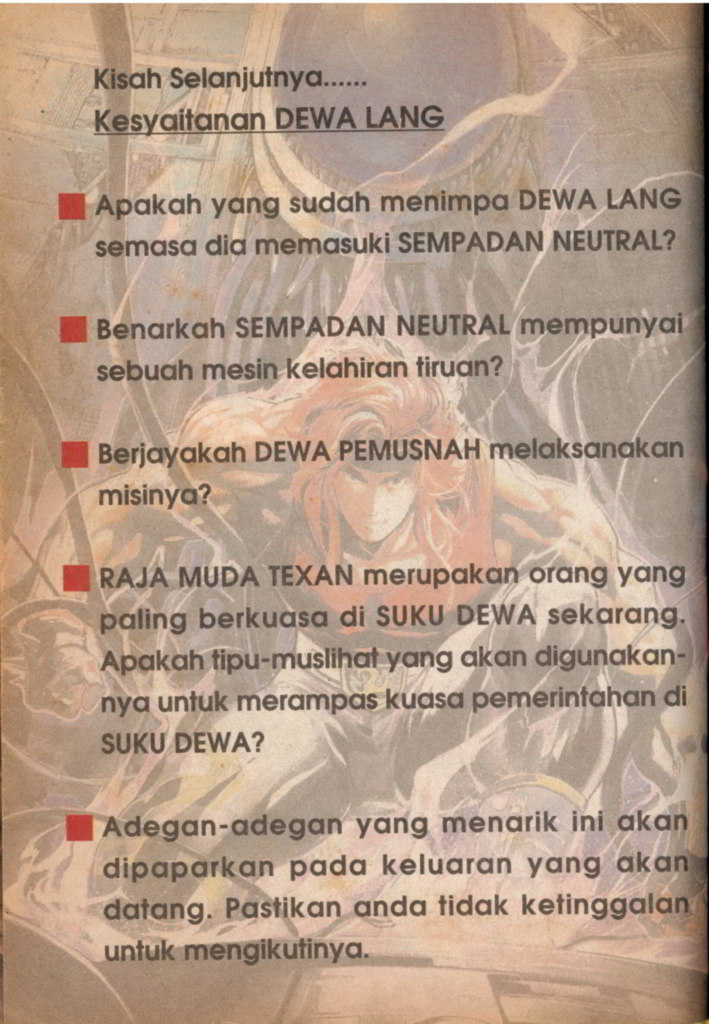 Kisah Selanjutnya......
Kesyaitanan DEWA LANG
Apakah yang sudah menimpa DEWA LANG
semasa dia memasuki SEMPADAN NEUTRAL?
Benarkah SEMPADAN NEUTRAL mempunyai
sebuah mesin kelahiran tiruan?
Berjayakah DEWA PEMUSNAH melaksanakan
misinya?
RAJA MUDA TEXAN merupakan orang yang
paling berkuasa di SUKU DEWA sekarang.
Apakah tipu-muslihat yang akan digunakan-
nya untuk merampas kuasa pemerintahan di
SUKU DEWA?
Adegan-adegan yang menarik ini akan
dipaparkan pada keluaran yang akan
datang. Pastikan anda tidak ketinggalan
untuk mengikutinya.